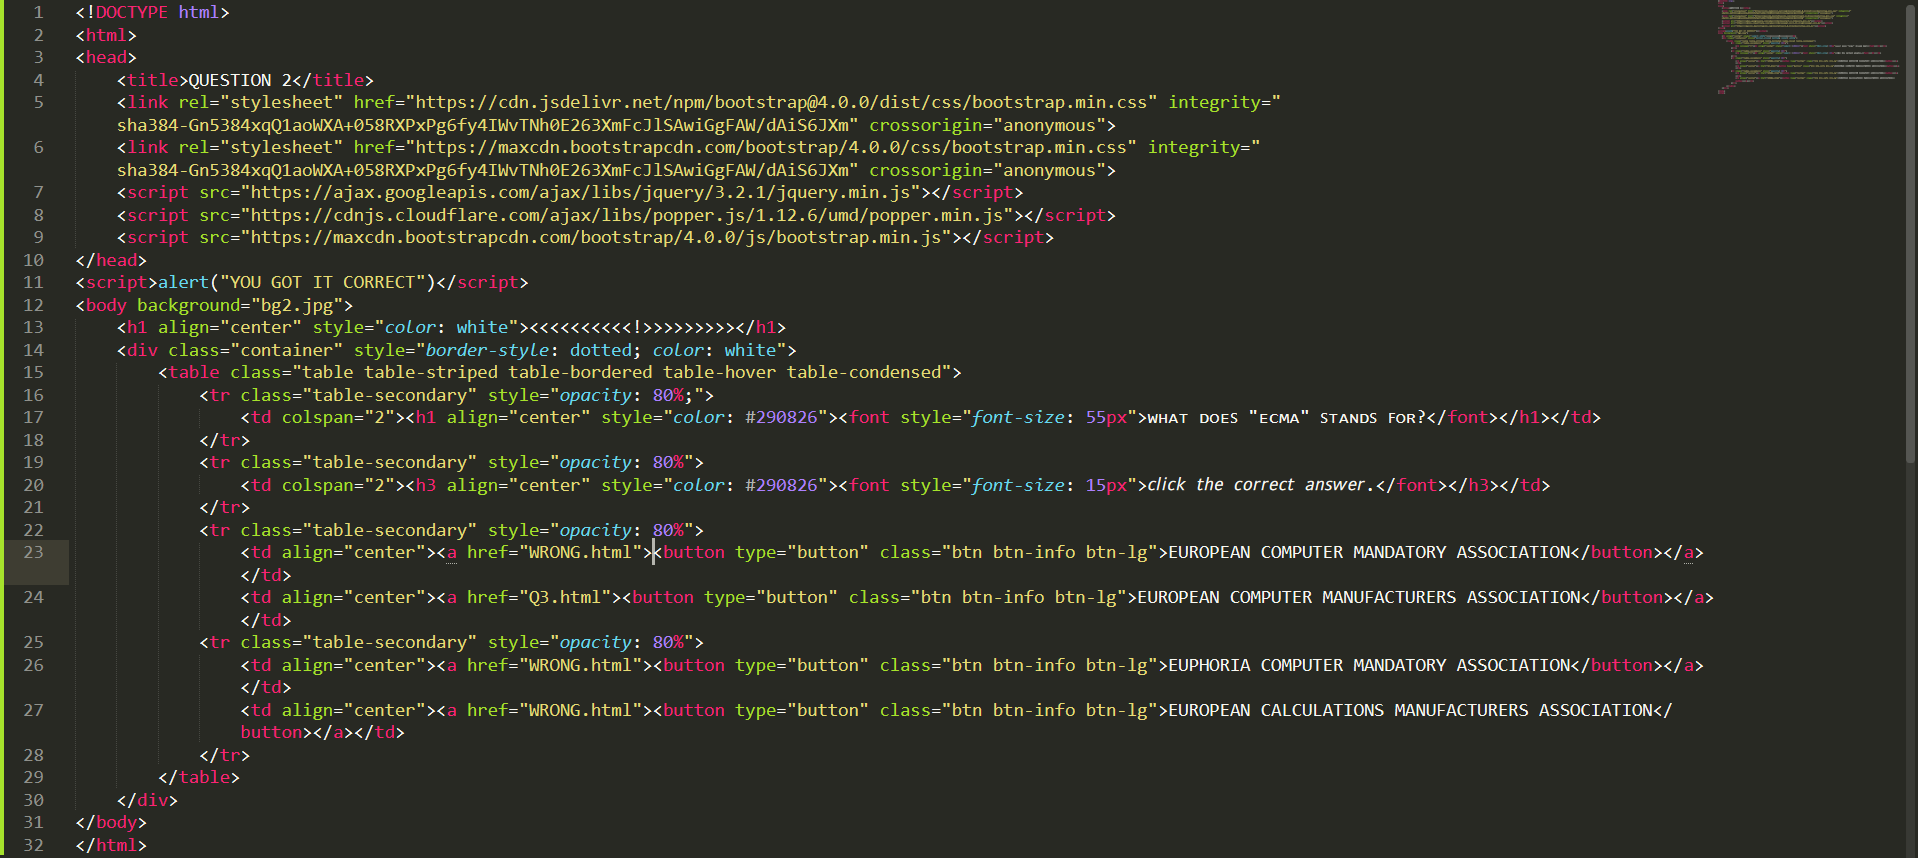 1 <!DOCTYPE html>
2 <html>
3 <head>
4 <title>QUESTION 2</title>
5 <link rel="stylesheet" href="https://cdn.jsdelivr.net/npm/bootstrap@4.0.0/dist/css/bootstrap.min.css" integrity="
sha384-Gn5384xqQ1aoWXA+058RXPxPg6fy4IWvTNh0E263XmFcJlSAwiGgFAW/dAiS6JXm" crossorigin="anonymous">
6 <link rel="stylesheet" href="https://maxcdn.bootstrapcdn.com/bootstrap/4.0.0/css/bootstrap.min.css" integrity="
sha384-Gn5384xqQ1aoWXA+058RXPxPg6fy4IWvTNh0E263XmFcJlSAwiGgFAW/dAiS6JXm" crossorigin="anonymous">
7 <script src="https://ajax.googleapis.com/ajax/libs/jquery/3.2.1/jquery.min.js"></script>
8 <script src="https://cdnjs.cloudflare.com/ajax/libs/popper.js/1.12.6/umd/popper.min.js"></script>
9 <script src="https://maxcdn.bootstrapcdn.com/bootstrap/4.0.0/js/bootstrap.min.js"></script>
10 </head>
11 <script>alert("YOU GOT IT CORRECT")</script>
12 <body background="bg2.jpg">
13 <h1 align="center" style="color: white"><<<<<<<<<<!>>>>>>>>></h1>
14 <div class="container" style="border-style: dotted; color: white">
15 <table class="table table-striped table-bordered table-hover table-condensed">
16 <tr class="table-secondary" style="opacity: 80%;">
17 <td colspan="2"><h1 align="center" style="color: #290826"><font style="font-size: 55px">ᴡʜᴀᴛ ᴅᴏᴇꜱ "ᴇᴄᴍᴀ" ꜱᴛᴀɴᴅꜱ ꜰᴏʀ?</font></h1></td>
18 </tr>
19 <tr class="table-secondary" style="opacity: 80%">
20 <td colspan="2"><h3 align="center" style="color: #290826"><font style="font-size: 15px">𝘤𝘭𝘪𝘤𝘬 𝘵𝘩𝘦 𝘤𝘰𝘳𝘳𝘦𝘤𝘵 𝘢𝘯𝘴𝘸𝘦𝘳.</font></h3></td>
21 </tr>
22 <tr class="table-secondary" style="opacity: 80%">
23 <td align="center"><a href="WRONG.html"><button type="button" class="btn btn-info btn-lg">EUROPEAN COMPUTER MANDATORY ASSOCIATION</button></a>
</td>
24 <td align="center"><a href="Q3.html"><button type="button" class="btn btn-info btn-lg">EUROPEAN COMPUTER MANUFACTURERS ASSOCIATION</button></a>
</td>
25 <tr class="table-secondary" style="opacity: 80%">
26 <td align="center"><a href="WRONG.html"><button type="button" class="btn btn-info btn-lg">EUPHORIA COMPUTER MANDATORY ASSOCIATION</button></a>
</td>
27 <td align="center"><a href="WRONG.html"><button type="button" class="btn btn-info btn-lg">EUROPEAN CALCULATIONS MANUFACTURERS ASSOCIATION</
button></a></td>
28 </tr>
29 </table>
30 </div>
31 </body>
32 </html>